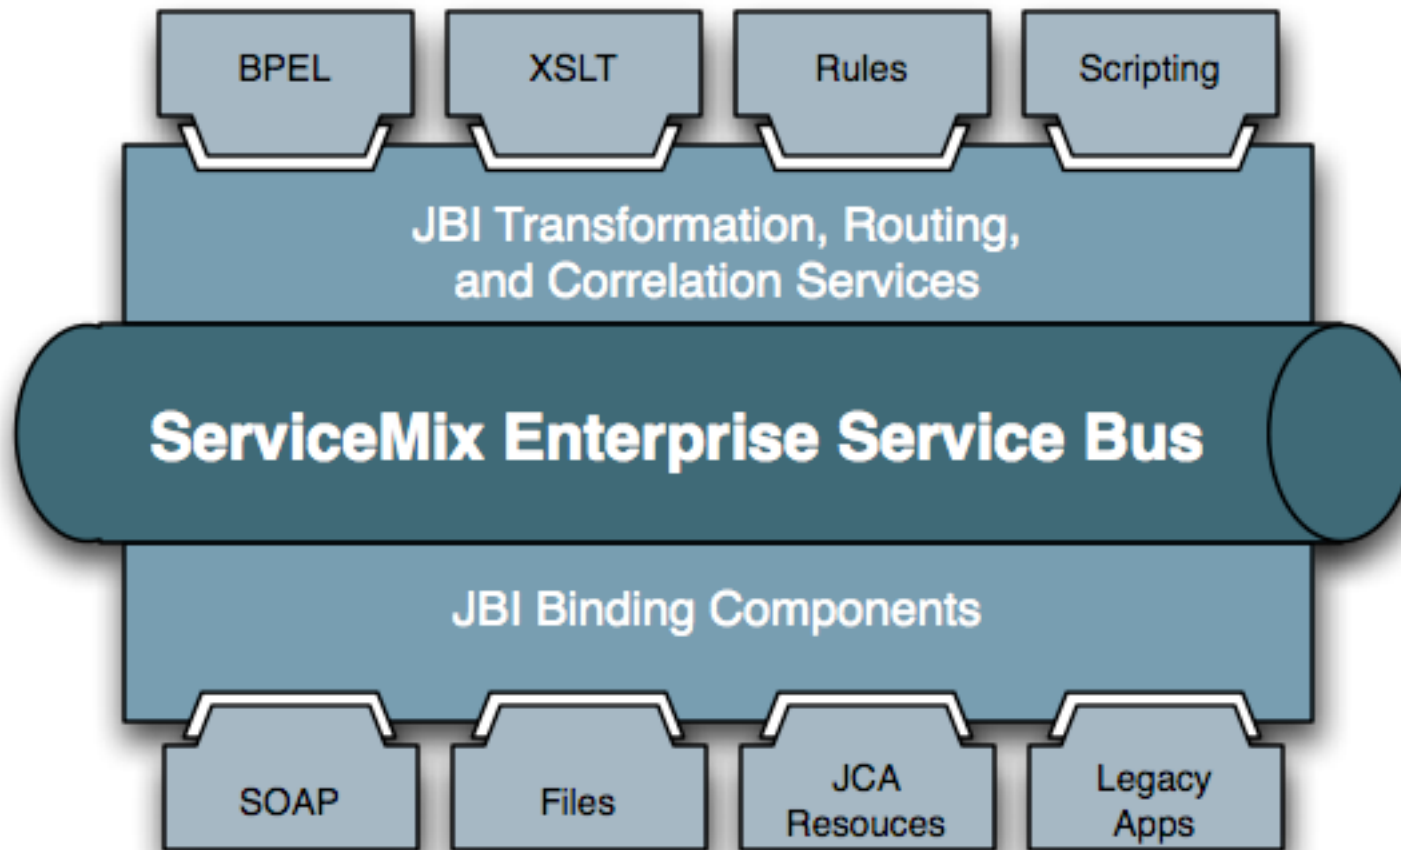 BPEL
XSLT
Rules
Scripting
JBI Transformation, Routing,
and Correlation Services
ServiceMix Enterprise Service Bus
JBI Binding Components
SOAP
Files
JCA
Resouces
Legacy
Apps